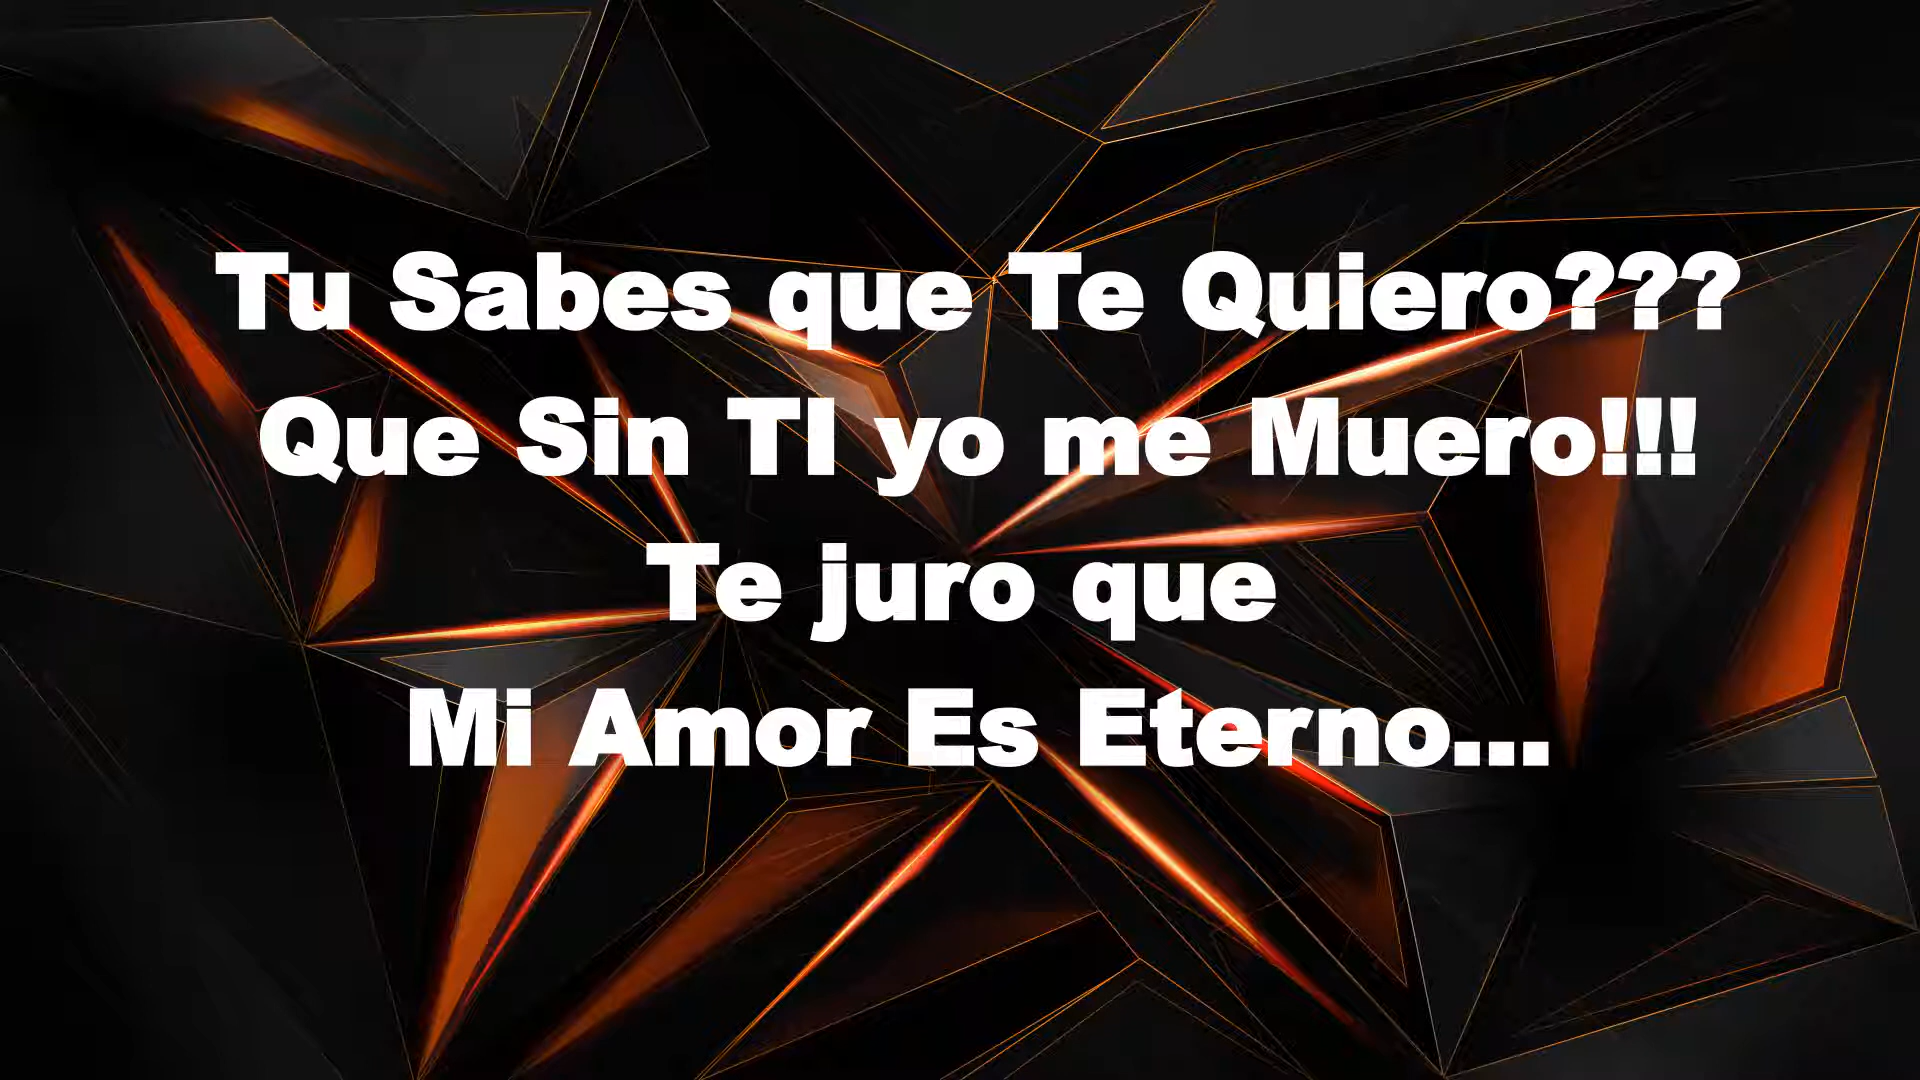 Tu Sabes que Te Quiero???
Que Sin TI yo me Muero!!!
Te juro que
Mi Amor Es Eterno...